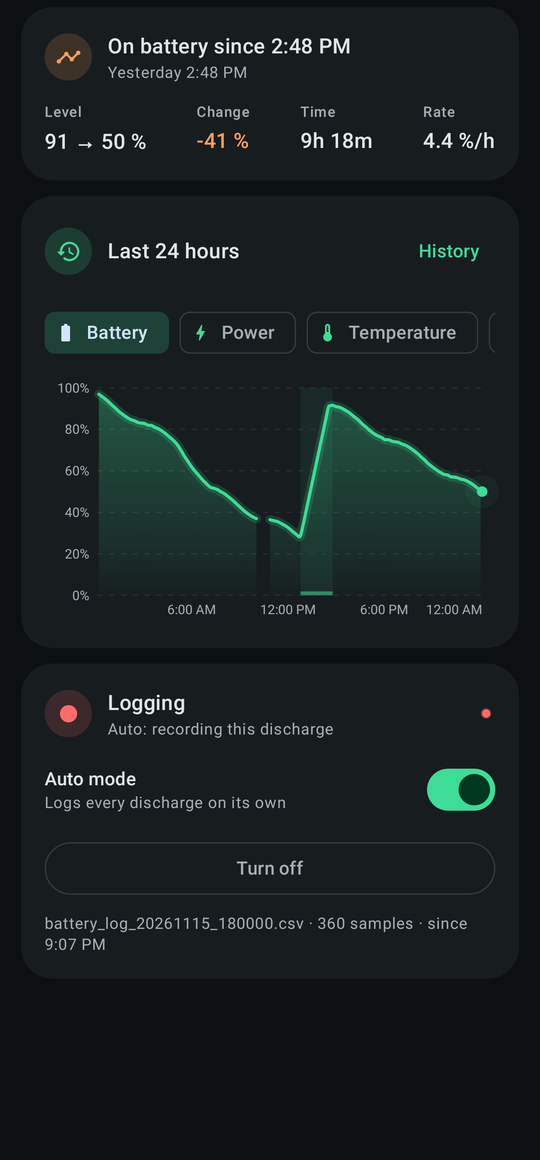 On battery since 2:48 PM
Yesterday 2:48 PM
Level Change Time Rate
91 → 50 % -41 % 9h 18m 4.4 %/h
Last 24 hours History
Battery Power Temperature
100%
80%
60%
40%
20%
0%
6:00 AM 12:00 PM 6:00 PM 12:00 AM
Logging
Auto: recording this discharge
Auto mode
Logs every discharge on its own
Turn off
battery_log_20261115_180000.csv · 360 samples · since
9:07 PM